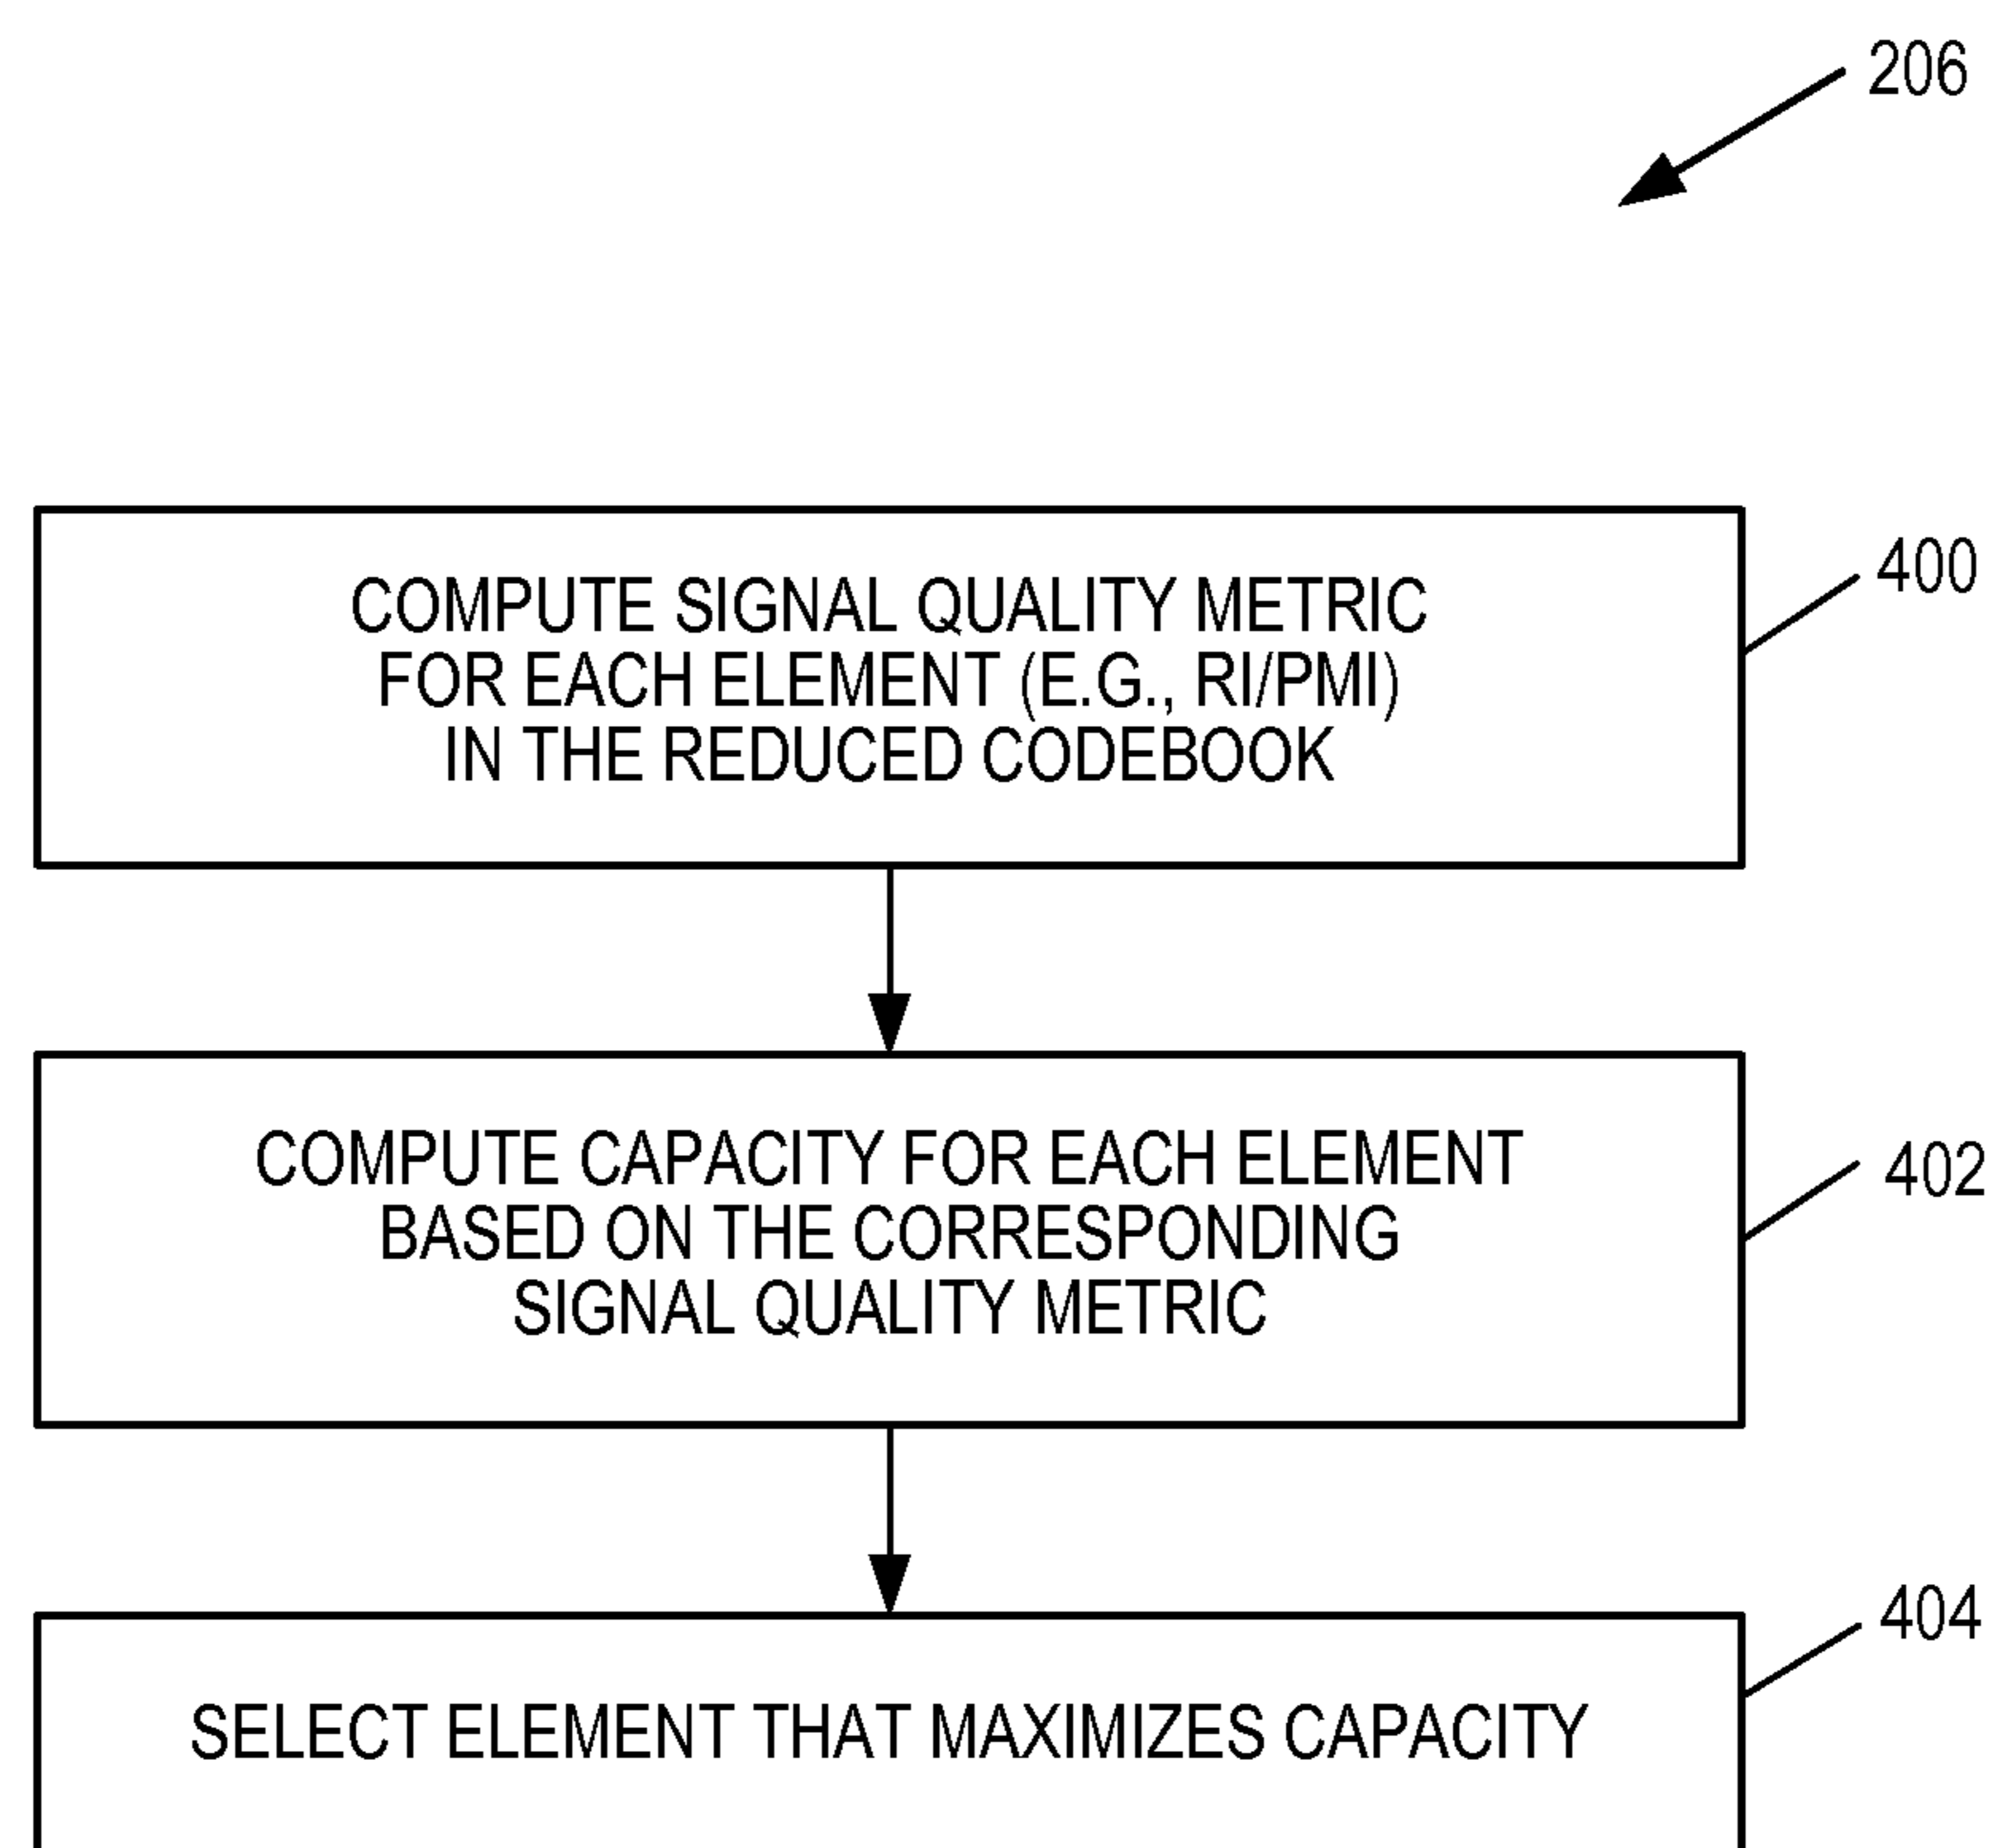 206
COMPUTE SIGNAL QUALITY METRIC
FOR EACH ELEMENT (E.G., RI/PMI)
IN THE REDUCED CODEBOOK
400
COMPUTE CAPACITY FOR EACH ELEMENT
BASED ON THE CORRESPONDING
SIGNAL QUALITY METRIC
402
SELECT ELEMENT THAT MAXIMIZES CAPACITY
404